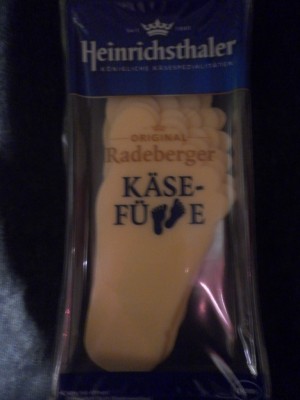 Heinrichsthaler
KÖNIGLICHE KÄSESPEZIALITÄTEN
ORIGINAL
Radeberger
KÄSE-
FÜ E